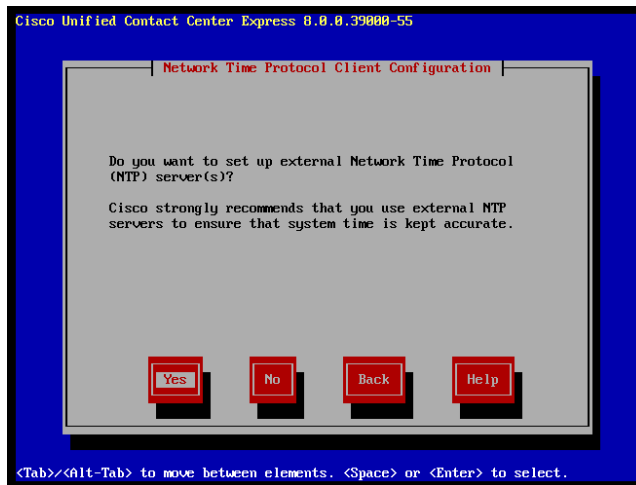 Cisco Unified Contact Center Express 8.0.0.39000-55
Network Time Protocol Client Configuration
Do you want to set up external Network Time Protocol
(NTP) server(s)?
Cisco strongly recommends that you use external NTP
servers to ensure that system time is kept accurate.
Yes No Back Help
<Tab>/<Alt-Tab> to move between elements. <Space> or <Enter> to select.